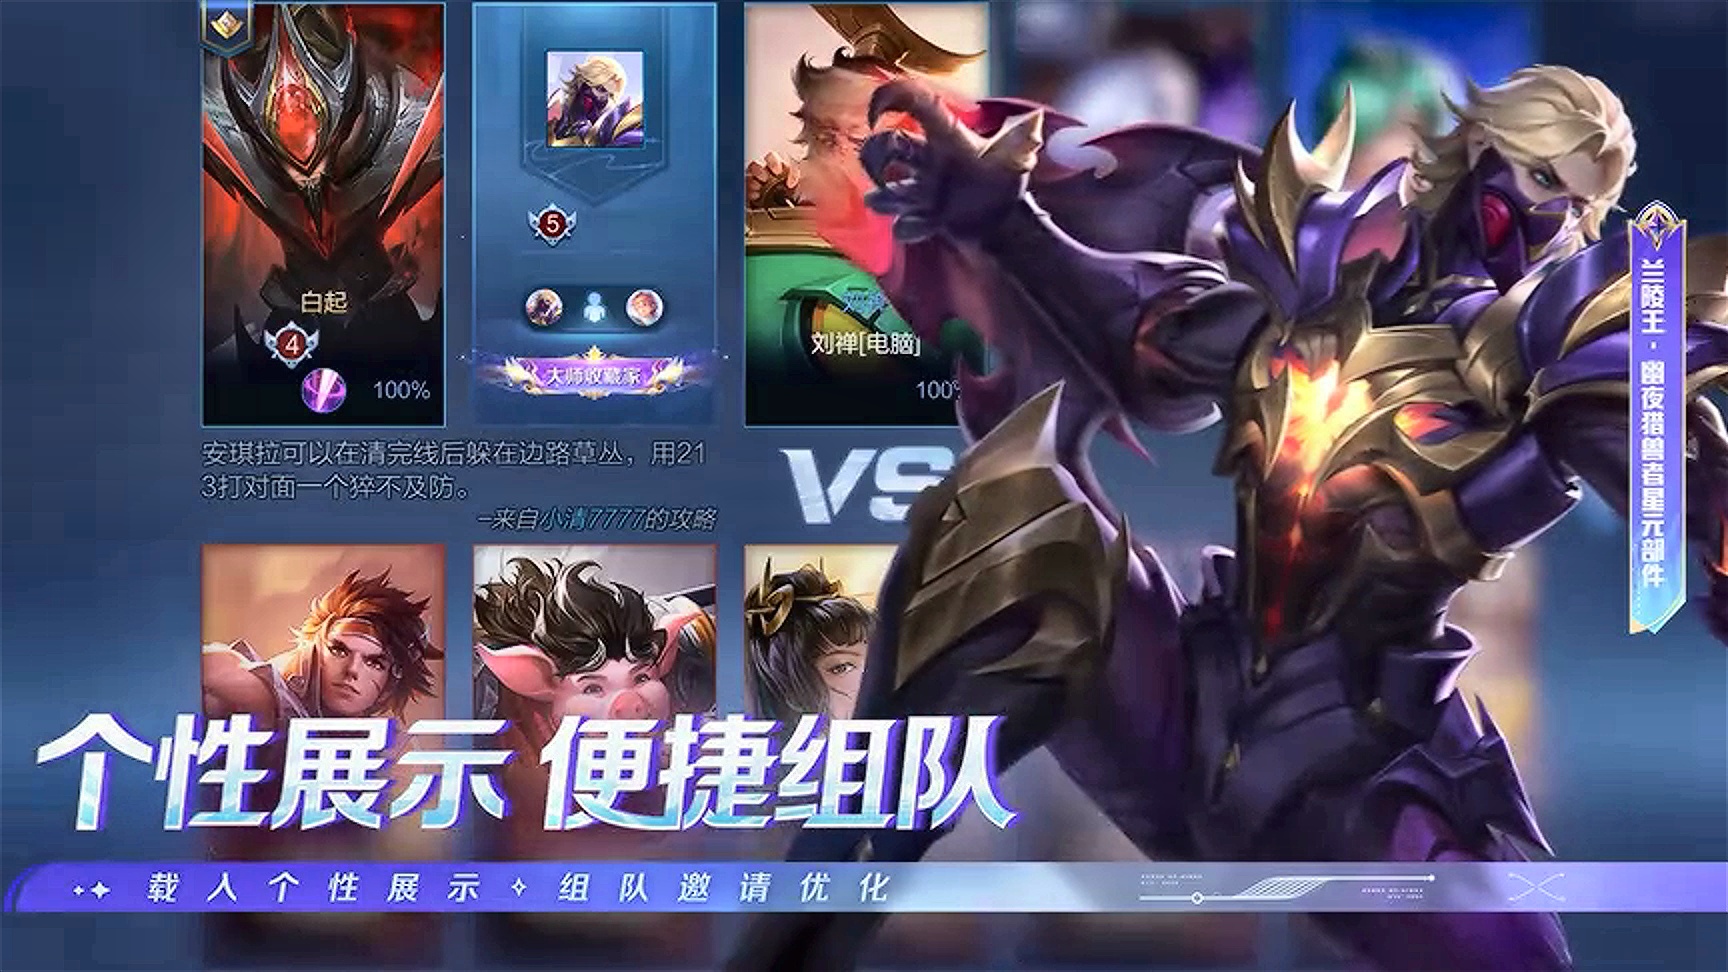 白起
4
100%
5
大师收藏家
刘禅[电脑]
100%
安琪拉可以在清完线后躲在边路草丛，用21
3打对面一个猝不及防。
—来自小清7777的攻略
VS
兰陵王·幽夜猎兽者星元部件
个性展示 便捷组队
载入个性展示 组队邀请优化